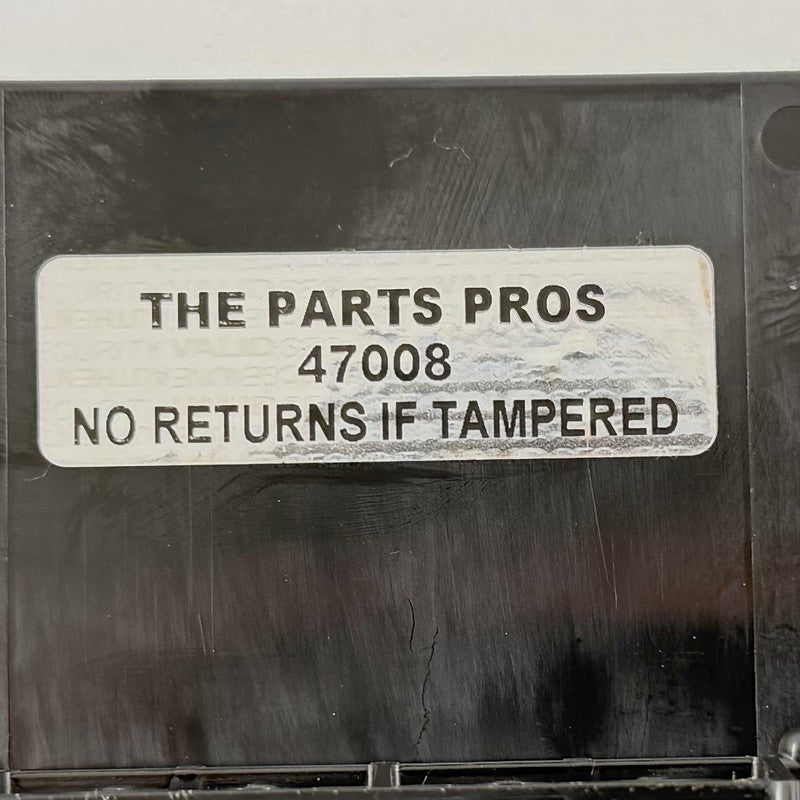 THE PARTS PROS
47008
NO RETURNS IF TAMPERED